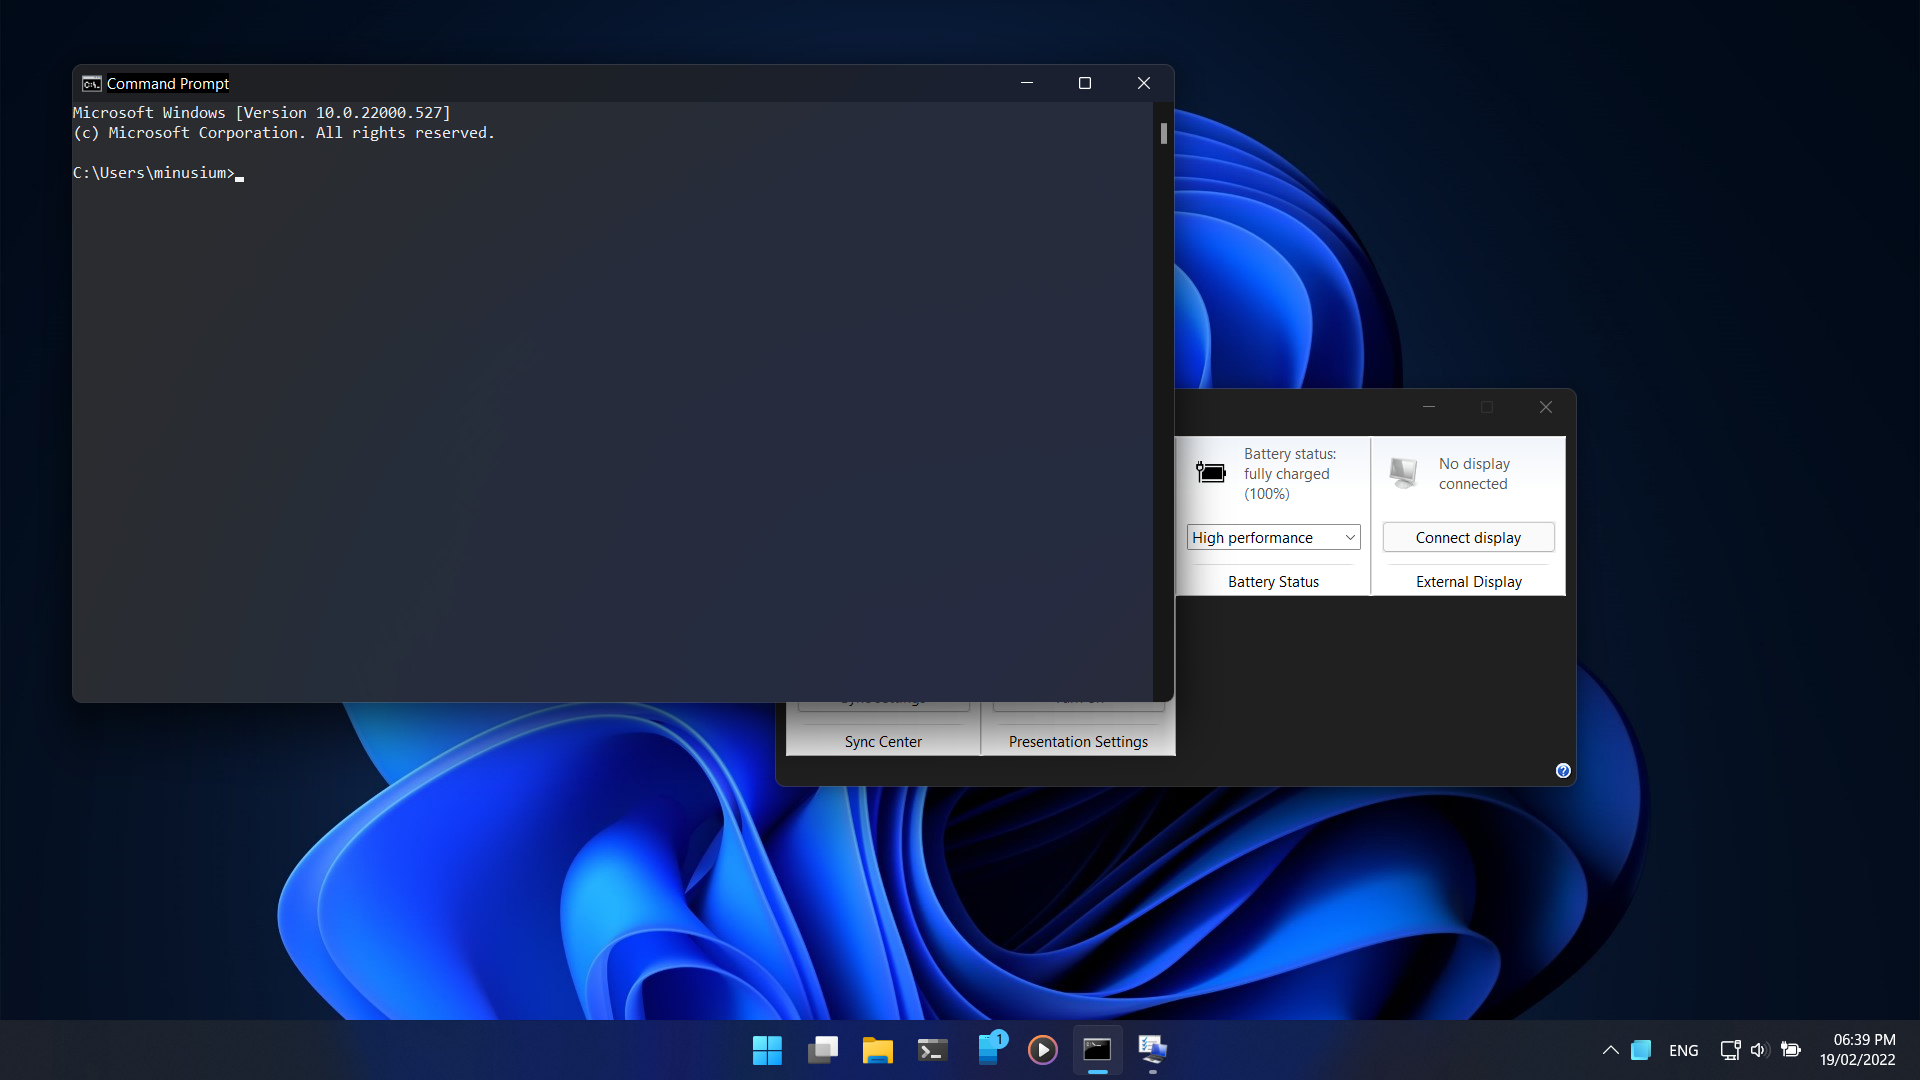 Command Prompt
Microsoft Windows [Version 10.0.22000.527]
(c) Microsoft Corporation. All rights reserved.
C:\Users\minusium>
Battery status:
fully charged
(100%)
High performance
Battery Status
No display
connected
Connect display
External Display
Sync Center
Presentation Settings
1
ENG
06:39 PM
19/02/2022